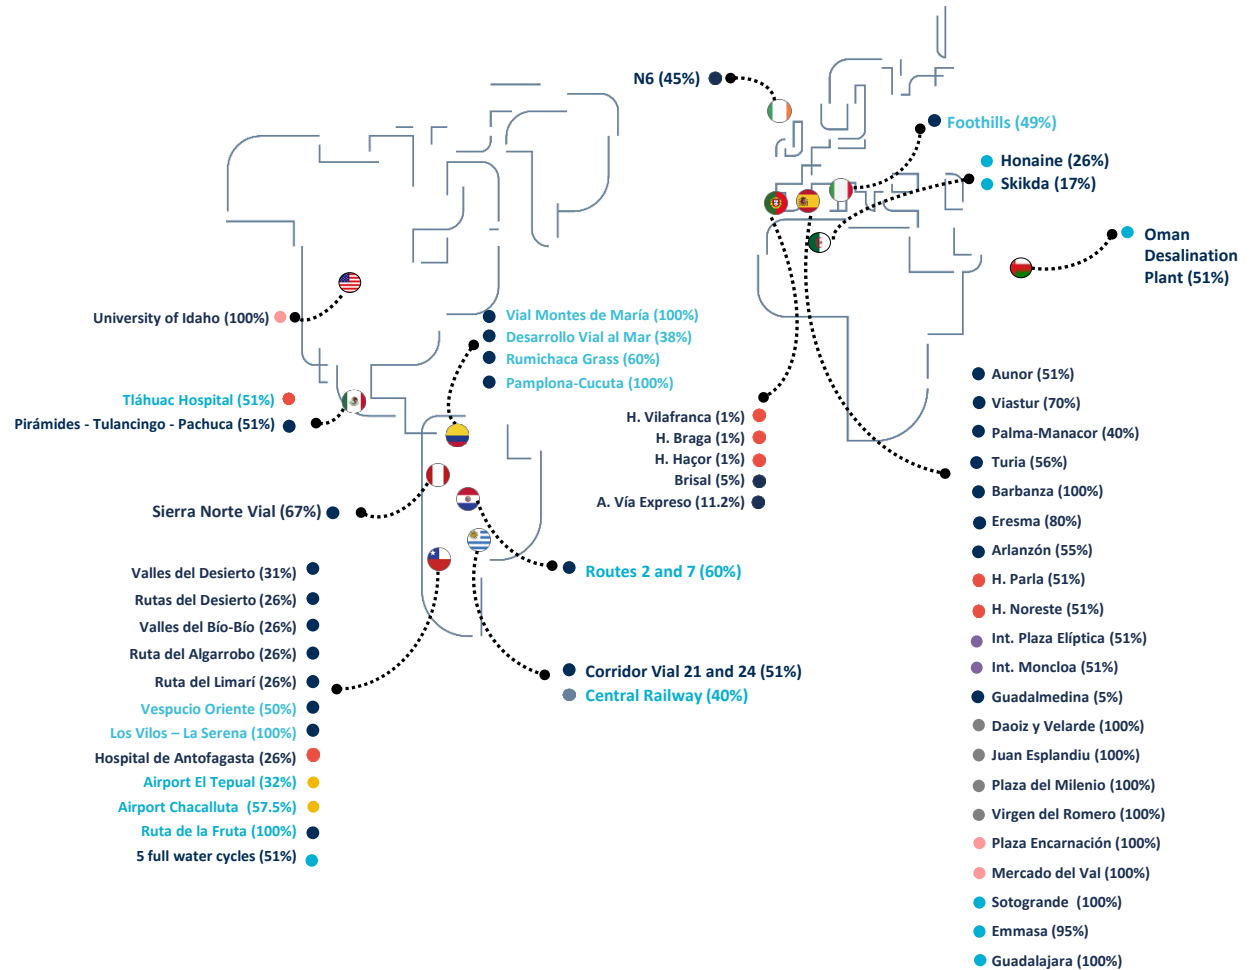 N6 (45%)
Foothills (49%)
Honaine (26%)
Skikda (17%)
Oman
Desalination
Plant (51%)
University of Idaho (100%)
Vial Montes de María (100%)
Desarrollo Vial al Mar (38%)
Rumichaca Grass (60%)
Pamplona-Cucuta (100%)
Tláhuac Hospital (51%)
Pirámides - Tulancingo - Pachuca (51%)
H. Vilafranca (1%)
H. Braga (1%)
H. Haçor (1%)
Brisal (5%)
A. Vía Expreso (11.2%)
Sierra Norte Vial (67%)
Routes 2 and 7 (60%)
Corridor Vial 21 and 24 (51%)
Central Railway (40%)
Valles del Desierto (31%)
Rutas del Desierto (26%)
Valles del Bío-Bío (26%)
Ruta del Algarrobo (26%)
Ruta del Limarí (26%)
Vespucio Oriente (50%)
Los Vilos – La Serena (100%)
Hospital de Antofagasta (26%)
Airport El Tepual (32%)
Airport Chacalluta (57.5%)
Ruta de la Fruta (100%)
5 full water cycles (51%)
Aunor (51%)
Viastur (70%)
Palma-Manacor (40%)
Turia (56%)
Barbanza (100%)
Eresma (80%)
Arlanzón (55%)
H. Parla (51%)
H. Noreste (51%)
Int. Plaza Elíptica (51%)
Int. Moncloa (51%)
Guadalmedina (5%)
Daoiz y Velarde (100%)
Juan Esplandiu (100%)
Plaza del Milenio (100%)
Virgen del Romero (100%)
Plaza Encarnación (100%)
Mercado del Val (100%)
Sotogrande (100%)
Emmasa (95%)
Guadalajara (100%)